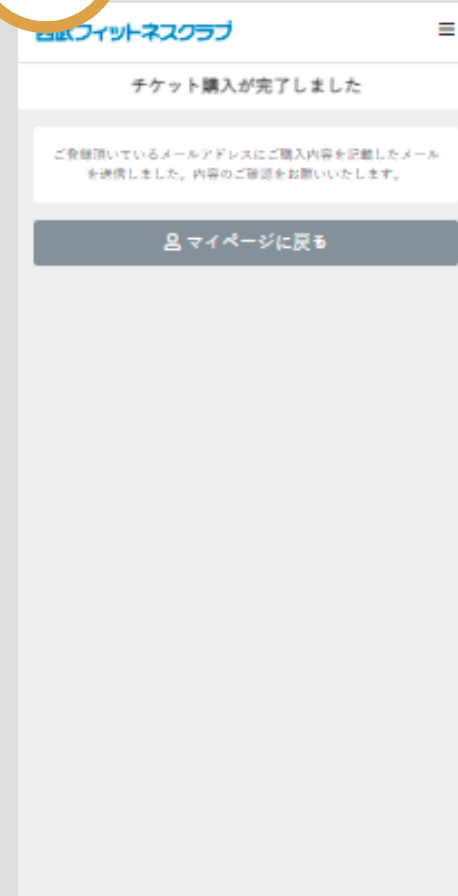 西武フィットネスクラブ
チケット購入が完了しました
ご登録頂いているメールアドレスにご購入内容を記載したメール
を送信しました。内容のご確認をお願いいたします。
マイページに戻る